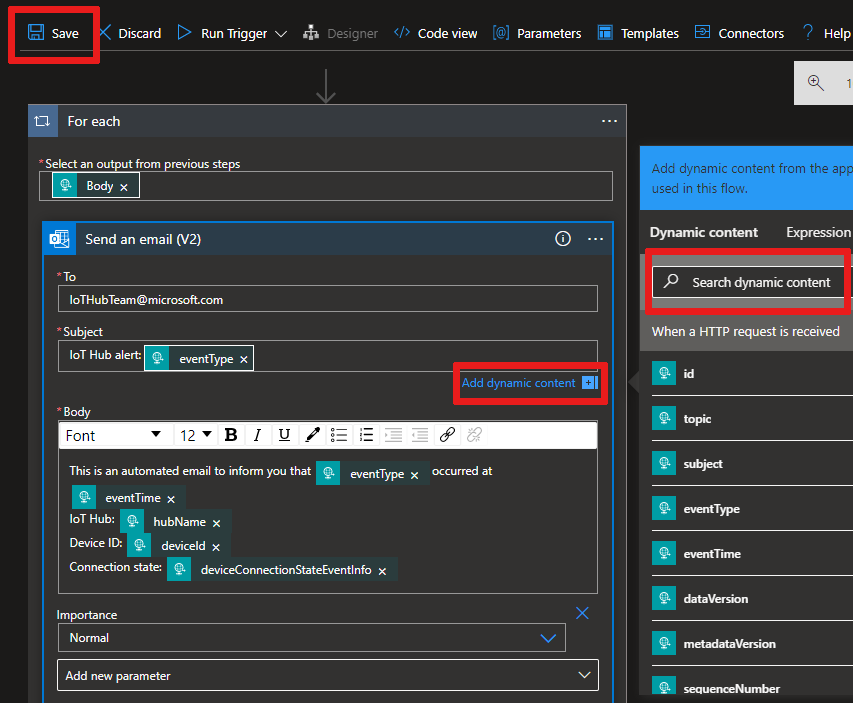 Save Discard Run Trigger Designer Code view Parameters Templates Connectors ? Help
1
For each ...
*Select an output from previous steps
Body ×
Send an email (V2) ...
*To
IoTHubTeam@microsoft.com
*Subject
IoT Hub alert: eventType ×
Add dynamic content
*Body
Font 12 B I U
This is an automated email to inform you that eventType × occurred at
eventTime ×
IoT Hub: hubName ×
Device ID: deviceId ×
Connection state: deviceConnectionStateEventInfo ×
Importance
Normal
Add new parameter
Add dynamic content from the app
used in this flow.
Dynamic content Expression
Search dynamic content
When a HTTP request is received
id
topic
subject
eventType
eventTime
dataVersion
metadataVersion
sequenceNumber